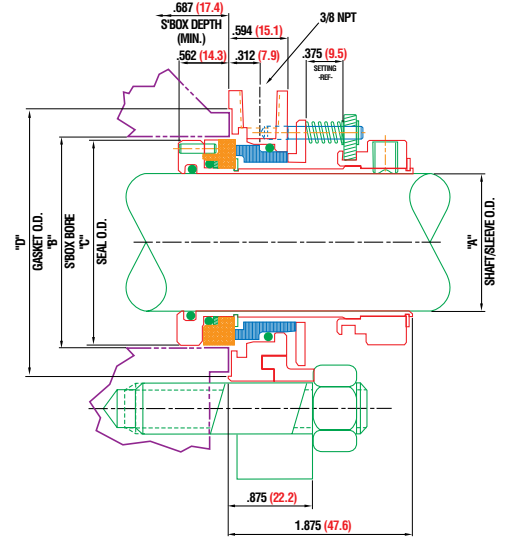 .687 (17.4)
S'BOX DEPTH
(MIN.)
.594 (15.1)
3/8 NPT
.562 (14.3)
.312 (7.9)
.375 (9.5)
SETTING
-REF-
"D"
GASKET O.D.
"B"
S'BOX BORE
"C"
SEAL O.D.
"A"
SHAFT/SLEEVE O.D.
.875 (22.2)
1.875 (47.6)